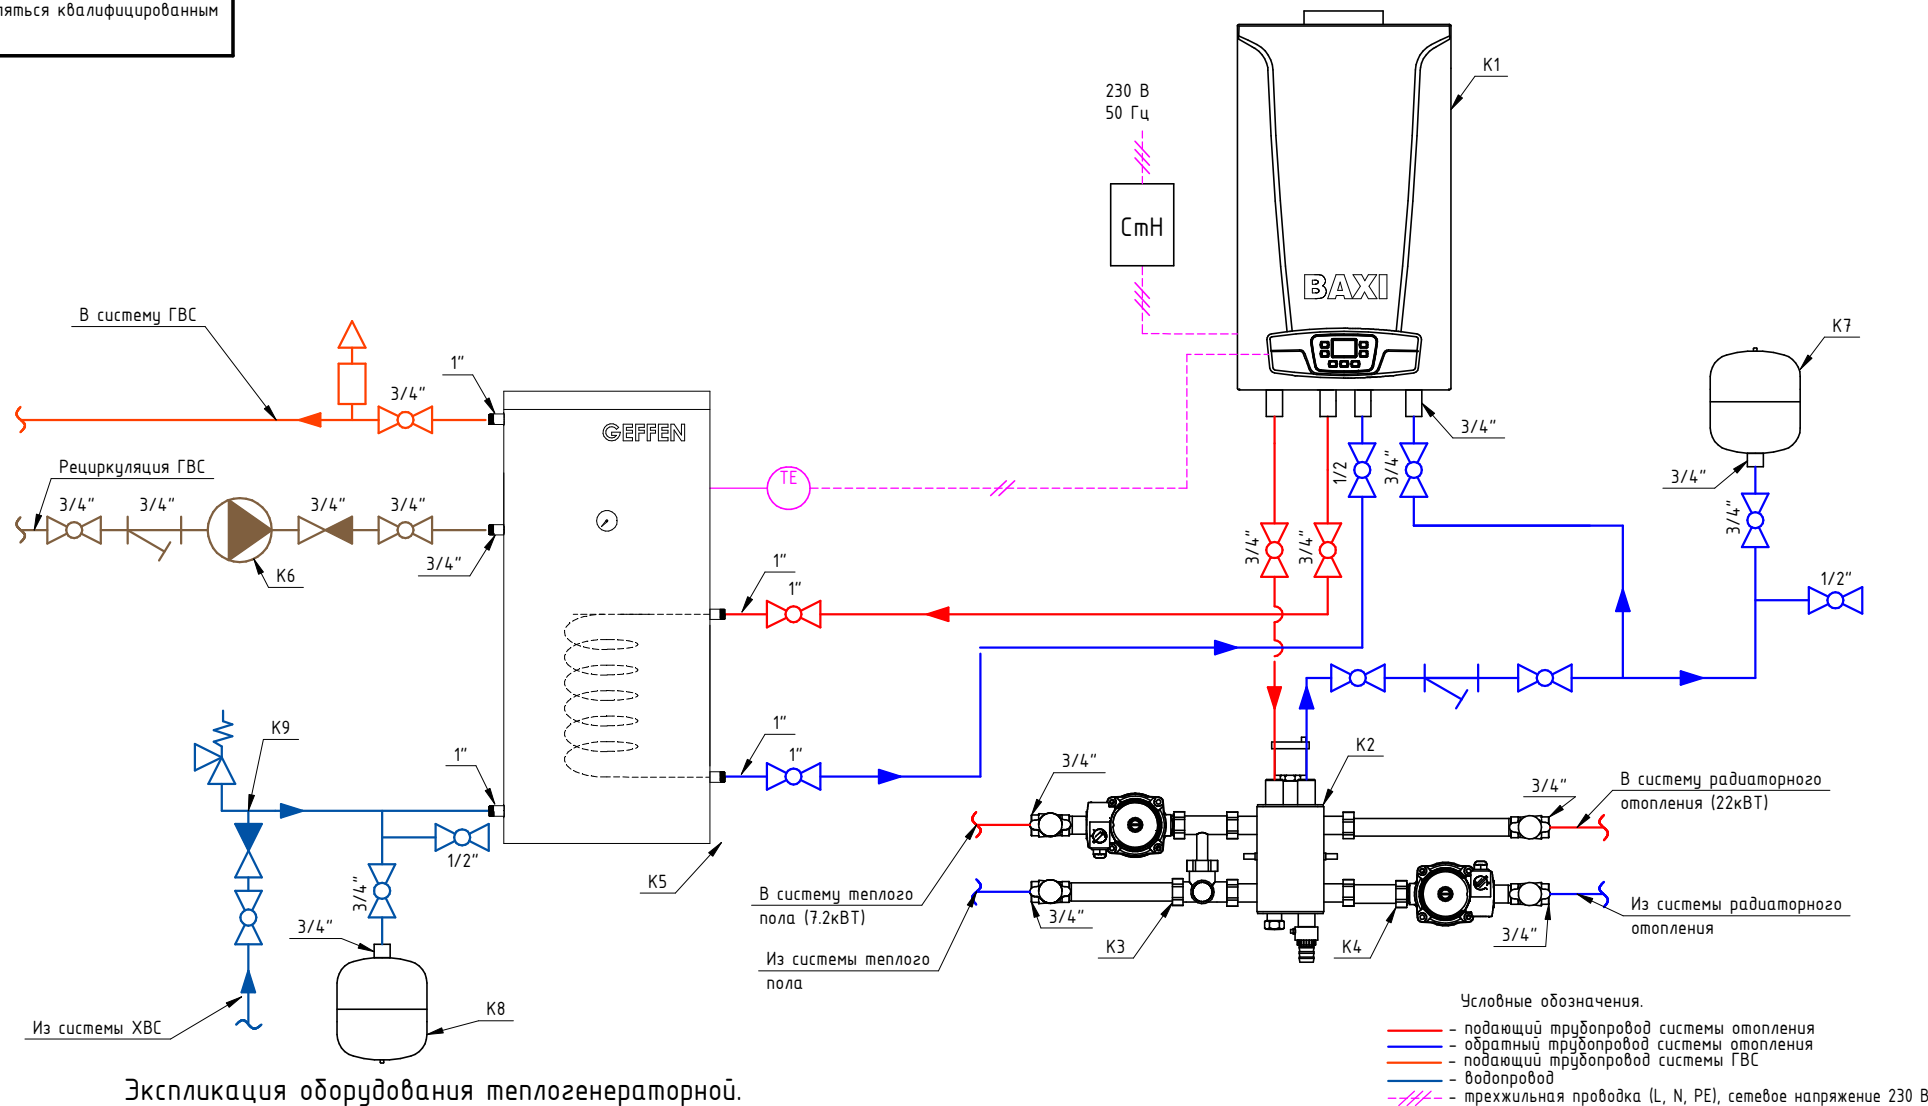 ляться квалифицированным
K1
230 В
50 Гц
СтН
BAXI
K7
В систему ГВС
1"
3/4"
GEFFEN
3/4"
1/2
3/4"
3/4"
3/4"
Рециркуляция ГВС
TE
3/4"
3/4"
3/4"
3/4"
3/4"
K6
3/4"
3/4"
1"
1"
1/2"
K9
1"
1"
1"
K2
3/4"
3/4"
В систему радиаторного
отопления (22кВТ)
1/2"
3/4"
K5
В систему теплого
пола (7.2кВТ)
3/4"
Из системы радиаторного
отопления
3/4"
3/4"
K3
K4
Из системы теплого
пола
K8
Из системы ХВС
Условные обозначения.
- подающий трубопровод системы отопления
- обратный трубопровод системы отопления
- подающий трубопровод системы ГВС
- водопровод
- трехжильная проводка (L, N, PE), сетевое напряжение 230 В
Экспликация оборудования теплогенераторной.